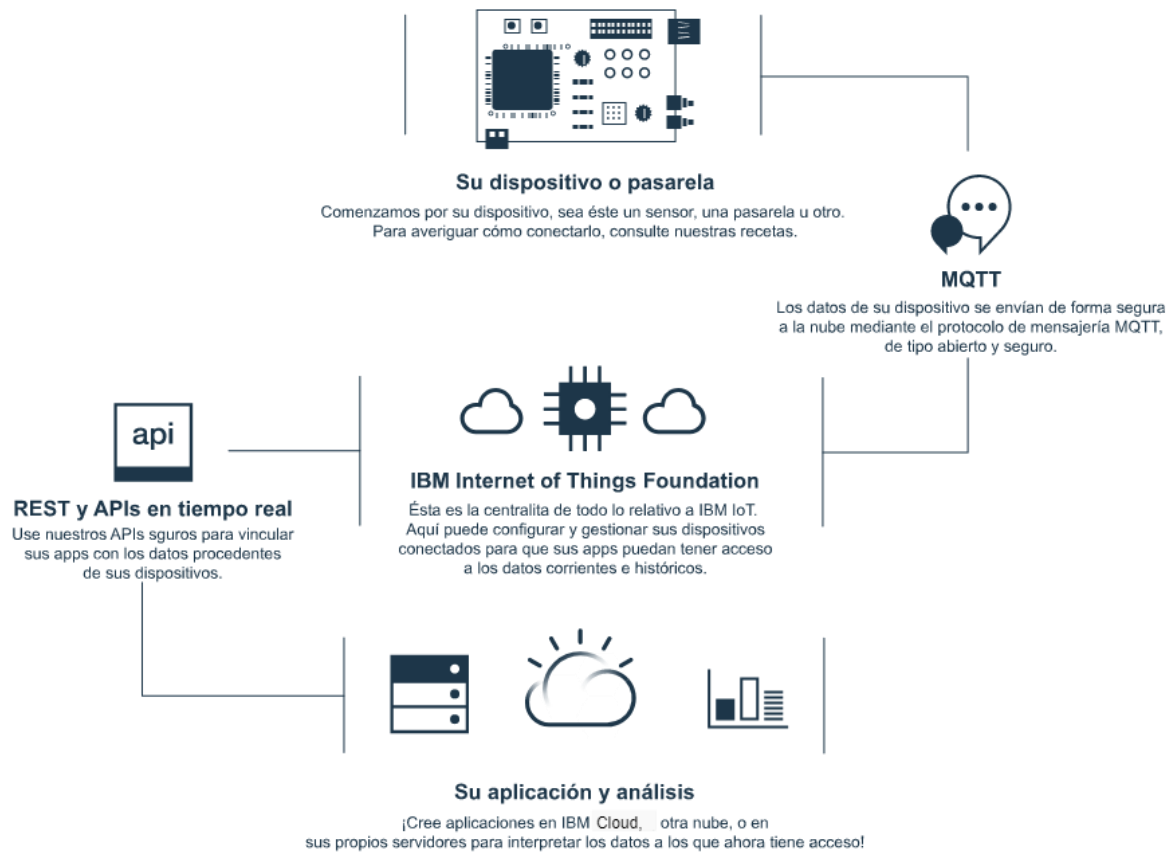 Su dispositivo o pasarela
Comenzamos por su dispositivo, sea éste un sensor, una pasarela u otro.
Para averiguar cómo conectarlo, consulte nuestras recetas.
MQTT
Los datos de su dispositivo se envían de forma segura
a la nube mediante el protocolo de mensajería MQTT,
de tipo abierto y seguro.
IBM Internet of Things Foundation
Ésta es la centralita de todo lo relativo a IBM IoT.
Aquí puede configurar y gestionar sus dispositivos
conectados para que sus apps puedan tener acceso
a los datos corrientes e históricos.
api
REST y APIs en tiempo real
Use nuestros APIs sguros para vincular
sus apps con los datos procedentes
de sus dispositivos.
Su aplicación y análisis
¡Cree aplicaciones en IBM Cloud, otra nube, o en
sus propios servidores para interpretar los datos a los que ahora tiene acceso!